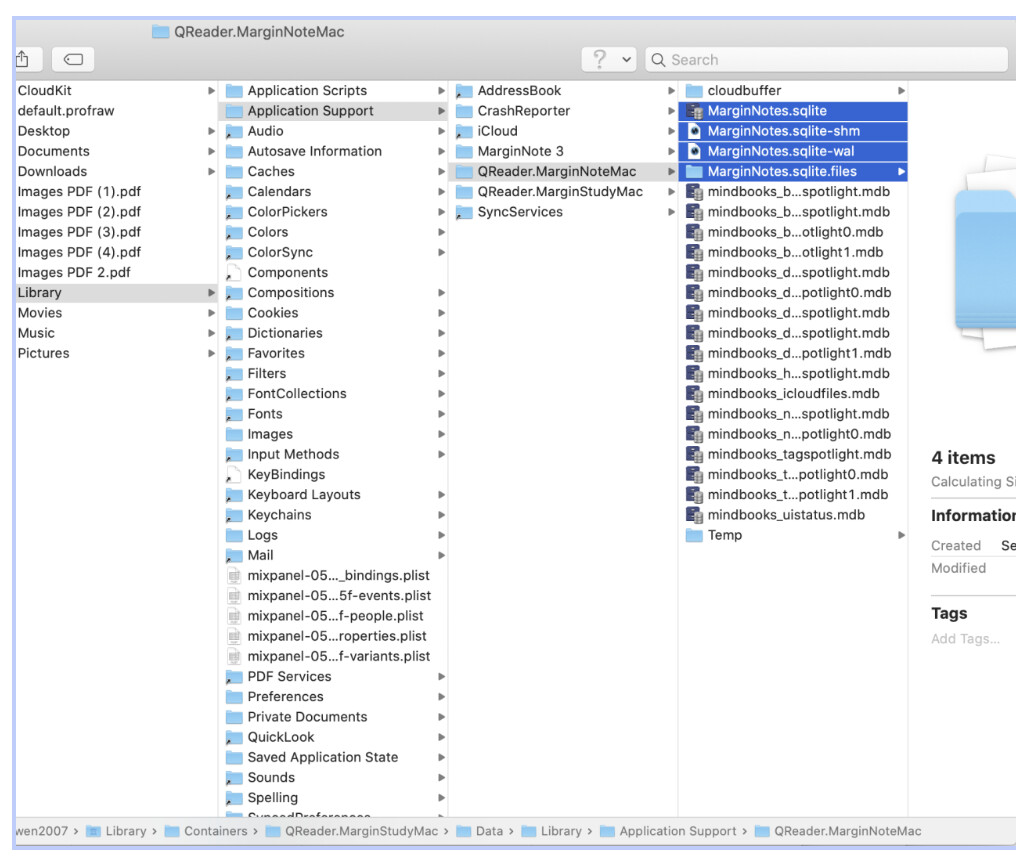 QReader.MarginNoteMac
?
Search
CloudKit
default.profraw
Desktop
Documents
Downloads
Images PDF (1).pdf
Images PDF (2).pdf
Images PDF (3).pdf
Images PDF (4).pdf
Images PDF 2.pdf
Library
Movies
Music
Pictures
Application Scripts
Application Support
Audio
Autosave Information
Caches
Calendars
ColorPickers
Colors
ColorSync
Components
Compositions
Cookies
Dictionaries
Favorites
Filters
FontCollections
Fonts
Images
Input Methods
KeyBindings
Keyboard Layouts
Keychains
Logs
Mail
mixpanel-05..._bindings.plist
mixpanel-05...5f-events.plist
mixpanel-05...f-people.plist
mixpanel-05...roperties.plist
mixpanel-05...f-variants.plist
PDF Services
Preferences
Private Documents
QuickLook
Saved Application State
Sounds
Spelling
SyncedPreferences
AddressBook
CrashReporter
iCloud
MarginNote 3
QReader.MarginNoteMac
QReader.MarginStudyMac
SyncServices
cloudbuffer
MarginNotes.sqlite
MarginNotes.sqlite-shm
MarginNotes.sqlite-wal
MarginNotes.sqlite.files
mindbooks_b...spotlight.mdb
mindbooks_b...spotlight.mdb
mindbooks_b...otlight0.mdb
mindbooks_b...otlight1.mdb
mindbooks_d...spotlight.mdb
mindbooks_d...potlight0.mdb
mindbooks_d...spotlight.mdb
mindbooks_d...spotlight.mdb
mindbooks_d...potlight1.mdb
mindbooks_h...spotlight.mdb
mindbooks_icloudfiles.mdb
mindbooks_n...spotlight.mdb
mindbooks_n...potlight0.mdb
mindbooks_tagspotlight.mdb
mindbooks_t...potlight0.mdb
mindbooks_t...potlight1.mdb
mindbooks_uistatus.mdb
Temp
4 items
Calculating Si
Information
Created Se
Modified
Tags
Add Tags...
wen2007 › Library › Containers › QReader.MarginStudyMac › Data › Library › Application Support › QReader.MarginNoteMac